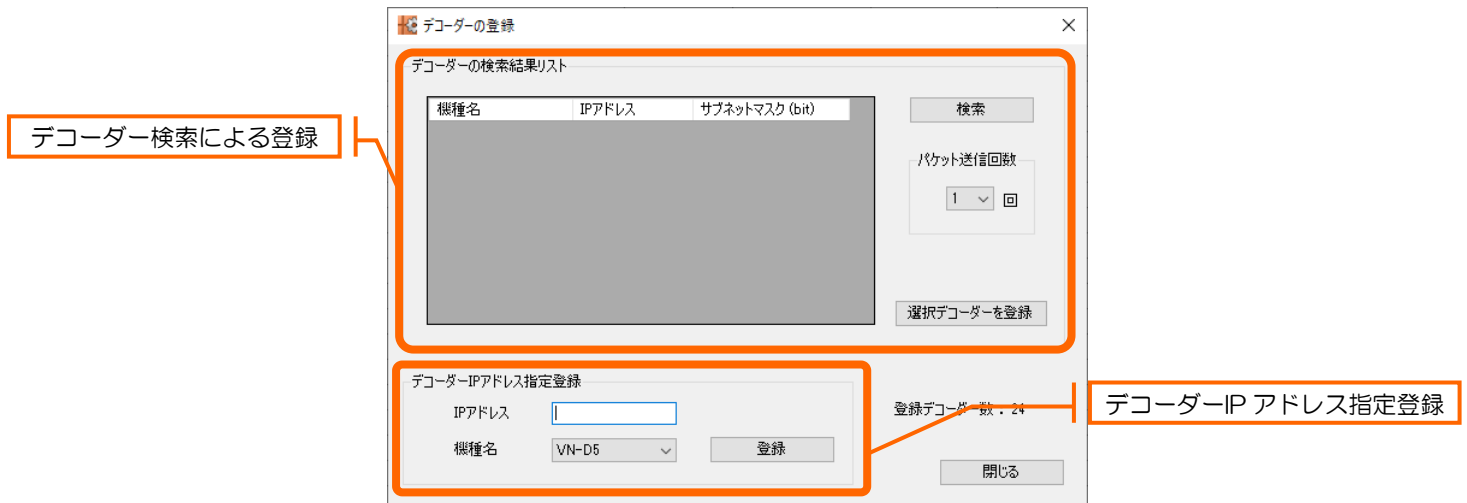 デコーダーの登録
デコーダーの検索結果リスト
機種名 IPアドレス サブネットマスク(bit)
検索
パケット送信回数
1 回
選択デコーダーを登録
デコーダー検索による登録
デコーダーIPアドレス指定登録
IPアドレス
機種名 VN-D5 登録
登録デコーダー数 : 24
閉じる
デコーダーIP アドレス指定登録